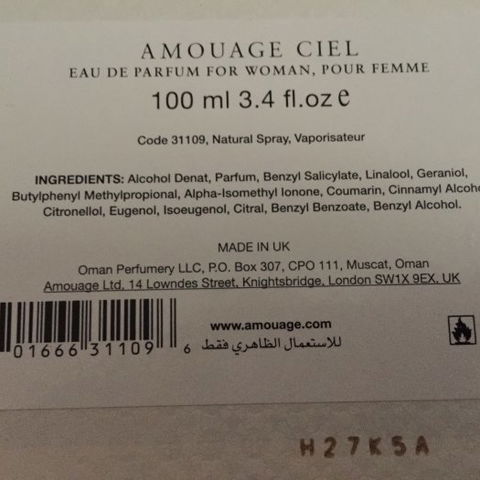 AMOUAGE CIEL
EAU DE PARFUM FOR WOMAN, POUR FEMME
100 ml 3.4 fl.oz ℮
Code 31109, Natural Spray, Vaporisateur
INGREDIENTS: Alcohol Denat, Parfum, Benzyl Salicylate, Linalool, Geraniol,
Butylphenyl Methylpropional, Alpha-Isomethyl Ionone, Coumarin, Cinnamyl Alcoho
Citronellol, Eugenol, Isoeugenol, Citral, Benzyl Benzoate, Benzyl Alcohol.
MADE IN UK
Oman Perfumery LLC, P.O. Box 307, CPO 111, Muscat, Oman
Amouage Ltd, 14 Lowndes Street, Knightsbridge, London SW1X 9EX, UK
www.amouage.com
للاستعمال الظاهري فقط
01666 31109 6
H27K5A